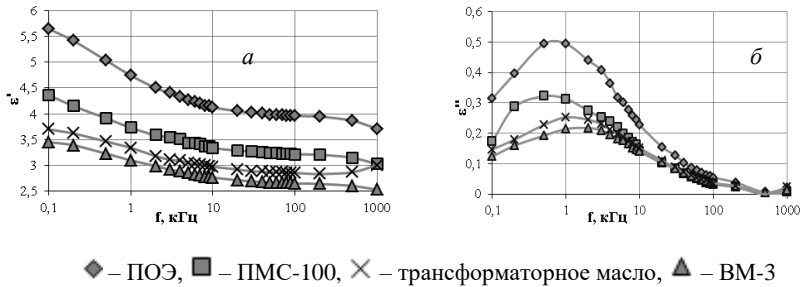 6
5,5
5
4,5
4
3,5
3
2,5
ε'
а
0,1 1 10 100 1000
f, кГц
0,6
0,5
0,4
0,3
0,2
0,1
0
ε"
б
0,1 1 10 100 1000
f, кГц
– ПОЭ, – ПМС-100, – трансформаторное масло, – ВМ-3